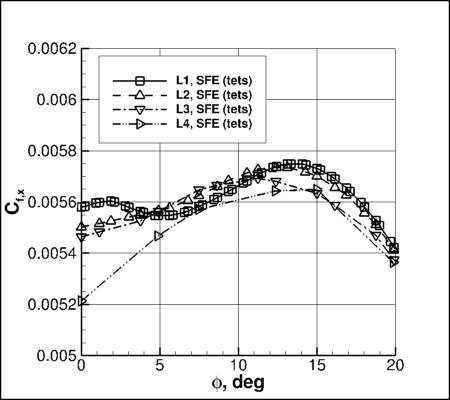 0.0062
0.006
0.0058
0.0056
0.0054
0.0052
0.005
C_f,x
L1, SFE (tets)
L2, SFE (tets)
L3, SFE (tets)
L4, SFE (tets)
0 5 10 15 20
ϕ, deg